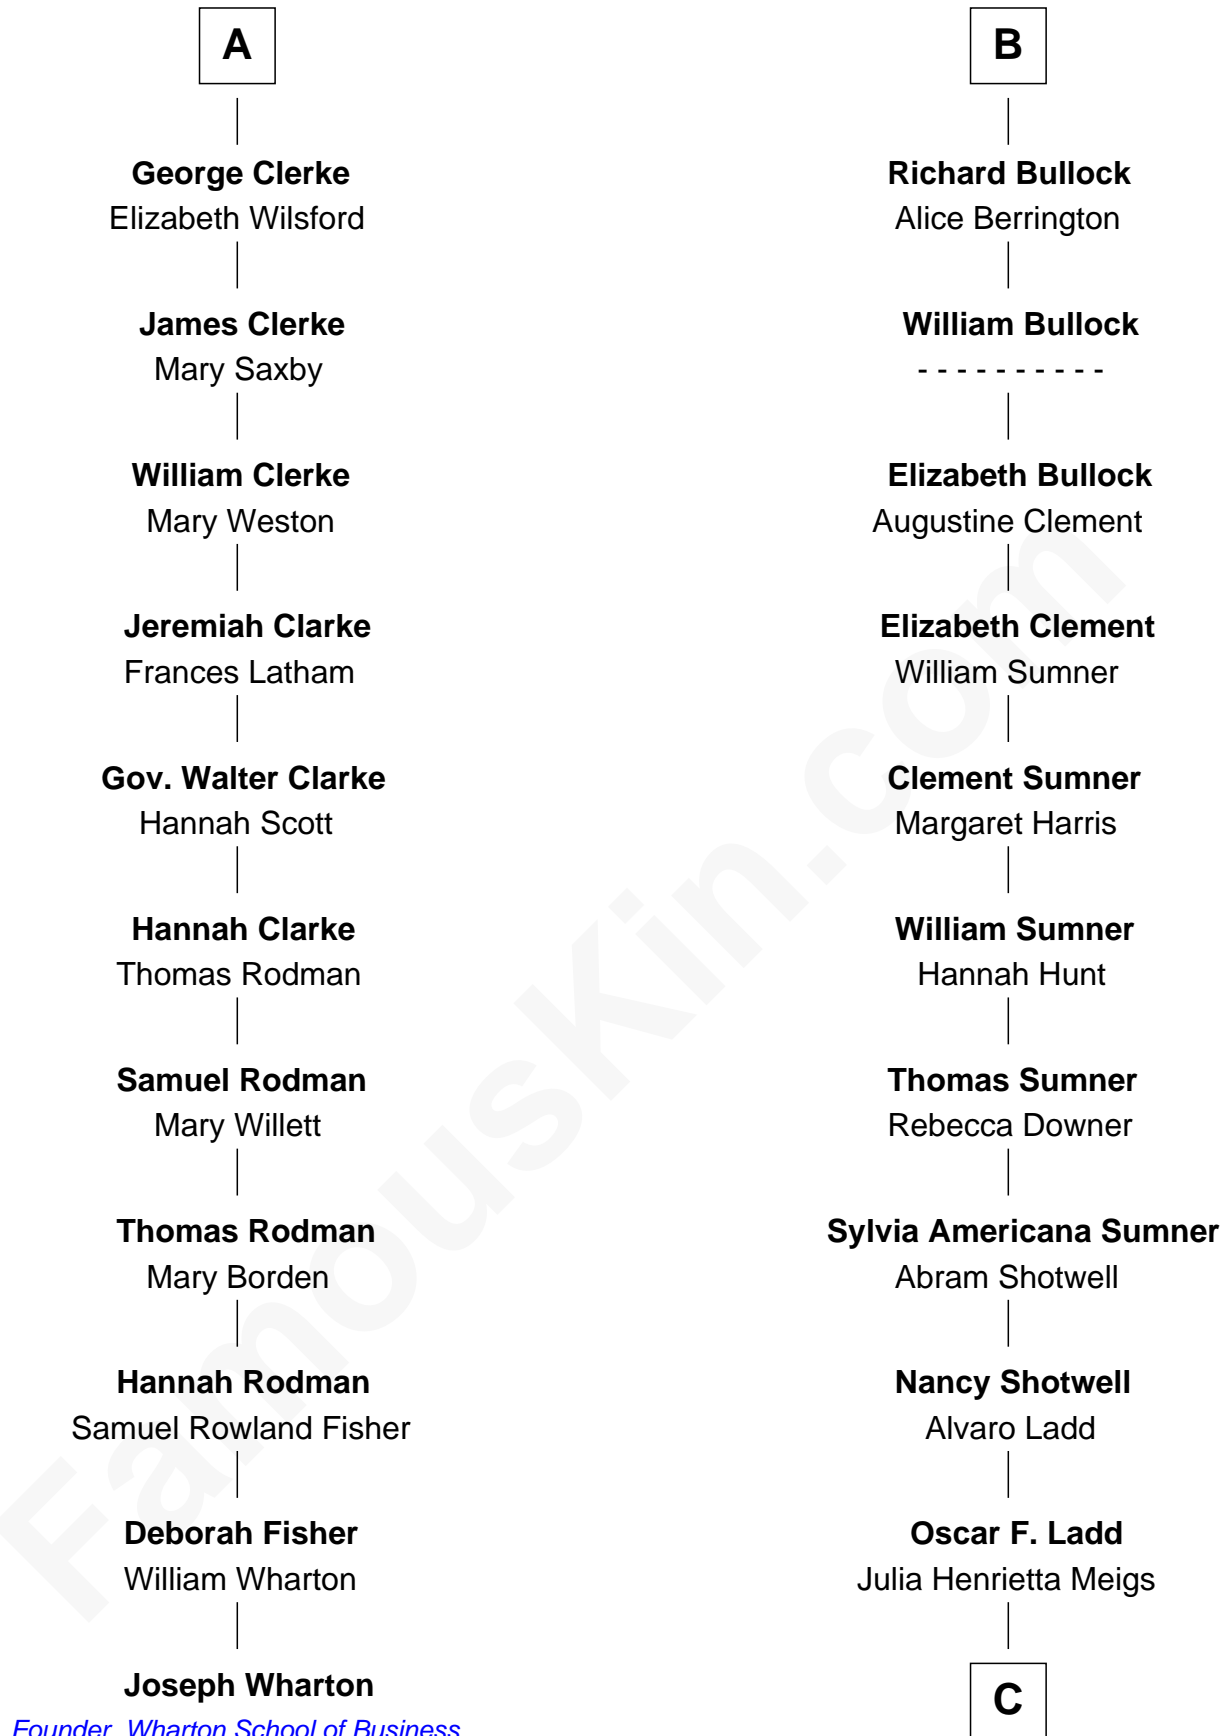 A
George Clerke
Elizabeth Wilsford
James Clerke
Mary Saxby
William Clerke
Mary Weston
Jeremiah Clarke
Frances Latham
Gov. Walter Clarke
Hannah Scott
Hannah Clarke
Thomas Rodman
Samuel Rodman
Mary Willett
Thomas Rodman
Mary Borden
Hannah Rodman
Samuel Rowland Fisher
Deborah Fisher
William Wharton
Joseph Wharton
Founder, Wharton School of Business
B
Richard Bullock
Alice Berrington
William Bullock
- - - - - - - - - -
Elizabeth Bullock
Augustine Clement
Elizabeth Clement
William Sumner
Clement Sumner
Margaret Harris
William Sumner
Hannah Hunt
Thomas Sumner
Rebecca Downer
Sylvia Americana Sumner
Abram Shotwell
Nancy Shotwell
Alvaro Ladd
Oscar F. Ladd
Julia Henrietta Meigs
C
FamousKin.com